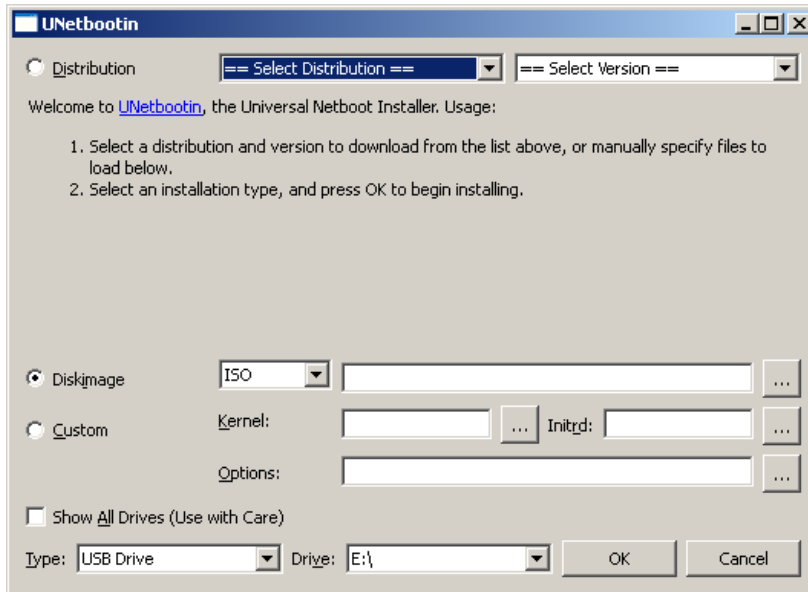 UNetbootin
Distribution == Select Distribution == == Select Version ==
Welcome to UNetbootin, the Universal Netboot Installer. Usage:
1. Select a distribution and version to download from the list above, or manually specify files to
load below.
2. Select an installation type, and press OK to begin installing.
Diskimage ISO ...
Custom Kernel: ... Initrd: ...
Options: ...
Show All Drives (Use with Care)
Type: USB Drive Drive: E:\ OK Cancel